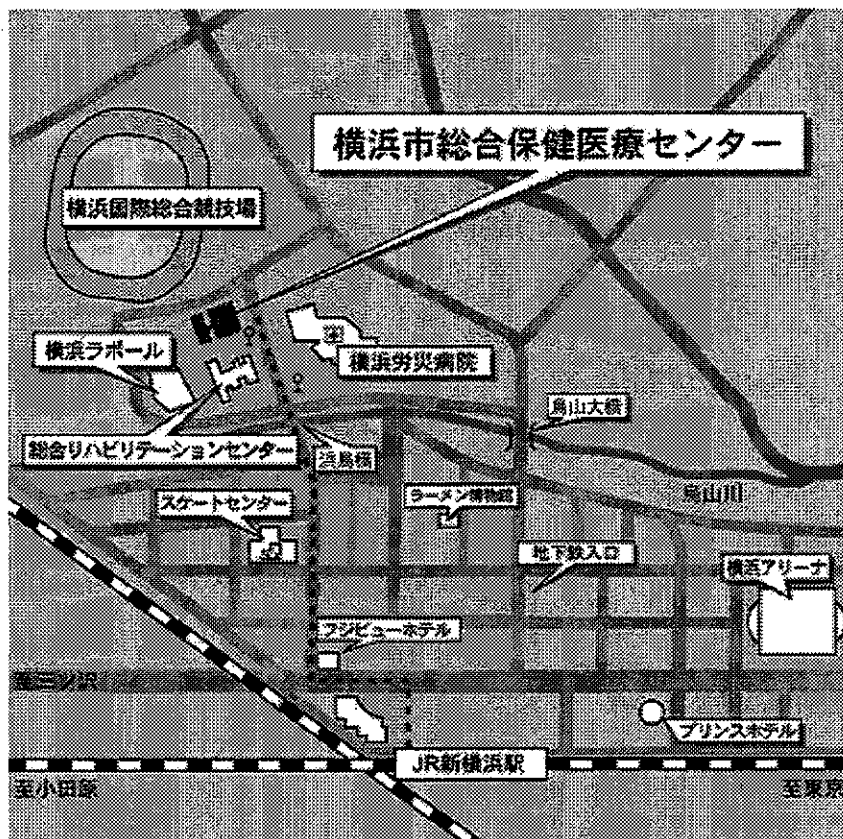 横浜市総合保健医療センター
横浜国際総合競技場
横浜ラポール
横浜労災病院
鳥山大橋
総合リハビリテーションセンター
浜鳥橋
スケートセンター
ラーメン博物館
鳥山川
地下鉄入口
横浜アリーナ
フジビューホテル
至三ツ沢
プリンスホテル
JR新横浜駅
至小田原
至東京